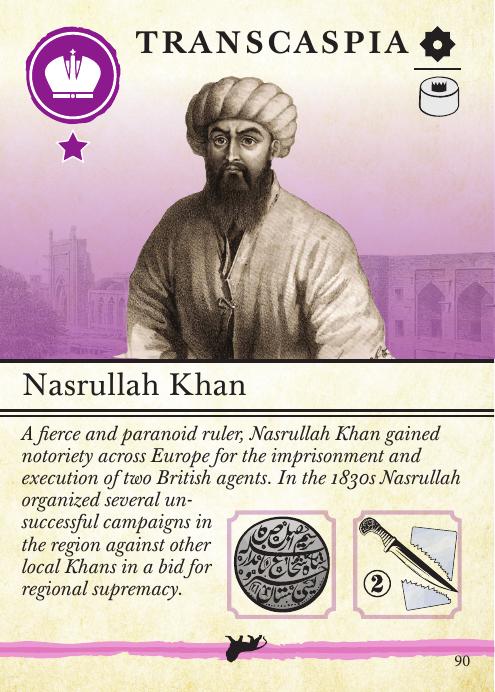 TRANSCASPIA
Nasrullah Khan
A fierce and paranoid ruler, Nasrullah Khan gained
notoriety across Europe for the imprisonment and
execution of two British agents. In the 1830s Nasrullah
organized several un-
successful campaigns in
the region against other
local Khans in a bid for
regional supremacy.
2
90